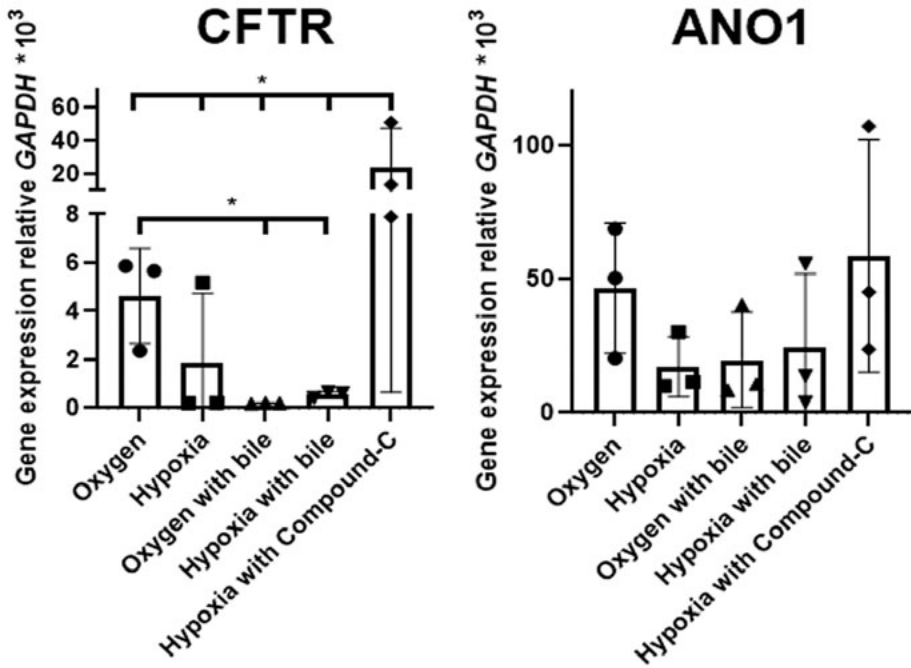 CFTR
Gene expression relative GAPDH * 10³
*
*
60
40
20
8
6
4
2
0
Oxygen
Hypoxia
Oxygen with bile
Hypoxia with bile
Hypoxia with Compound-C
ANO1
Gene expression relative GAPDH * 10³
100
50
0
Oxygen
Hypoxia
Oxygen with bile
Hypoxia with bile
Hypoxia with Compound-C